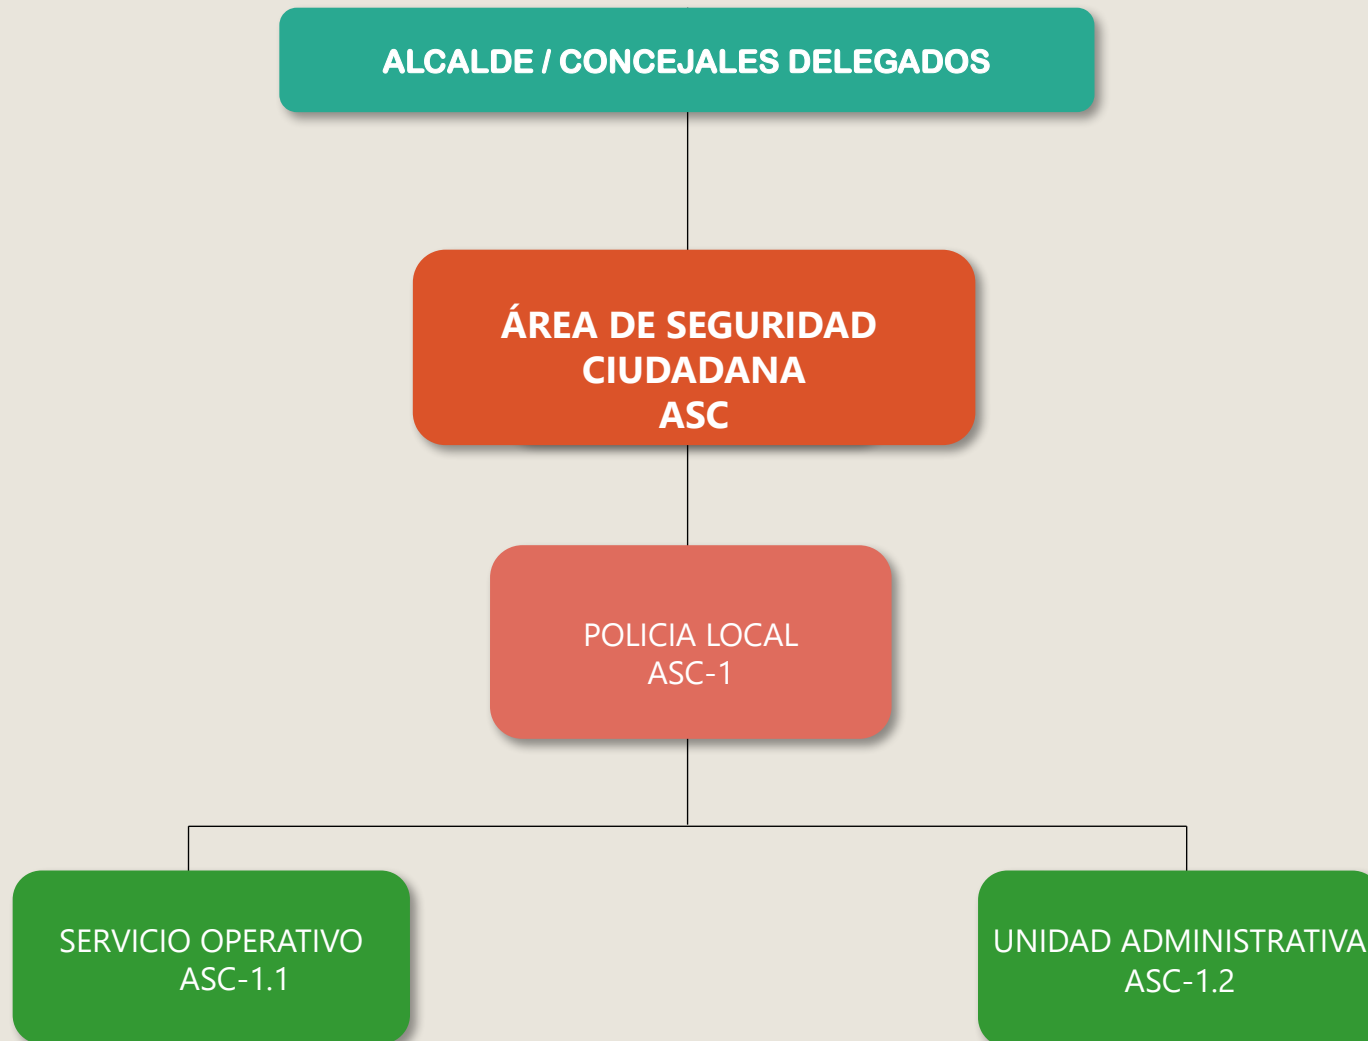 ALCALDE / CONCEJALES DELEGADOS
ÁREA DE SEGURIDAD
CIUDADANA
ASC
POLICIA LOCAL
ASC-1
SERVICIO OPERATIVO
ASC-1.1
UNIDAD ADMINISTRATIVA
ASC-1.2